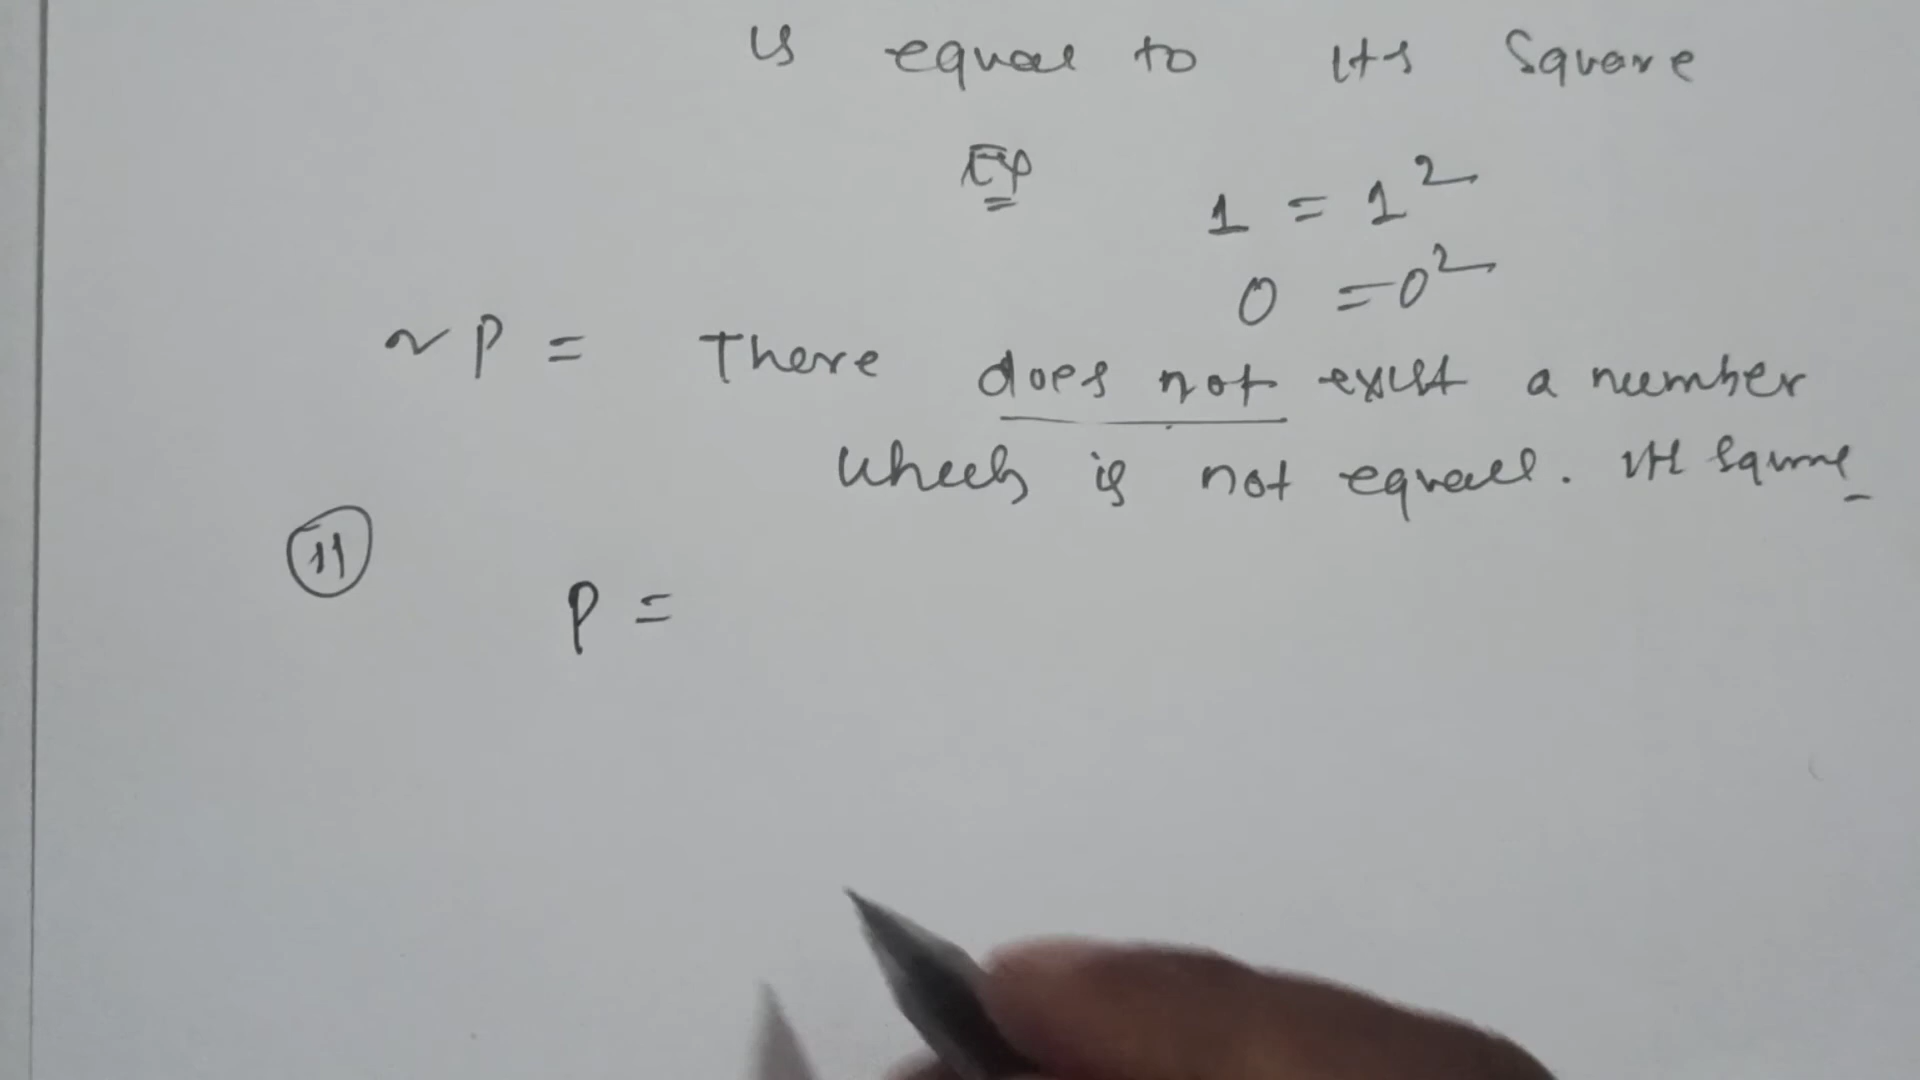 is equal to its Square
Ex
1 = 1²
0 = 0²
~ P = There does not exist a number
which is not equal. its Square
11
P =